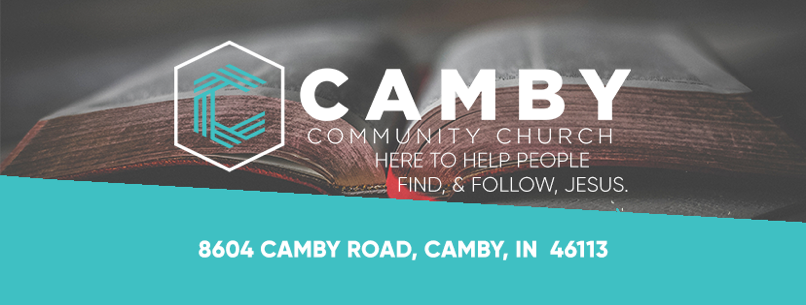 CAMBY
COMMUNITY CHURCH
HERE TO HELP PEOPLE
FIND, & FOLLOW, JESUS.
8604 CAMBY ROAD, CAMBY, IN  46113